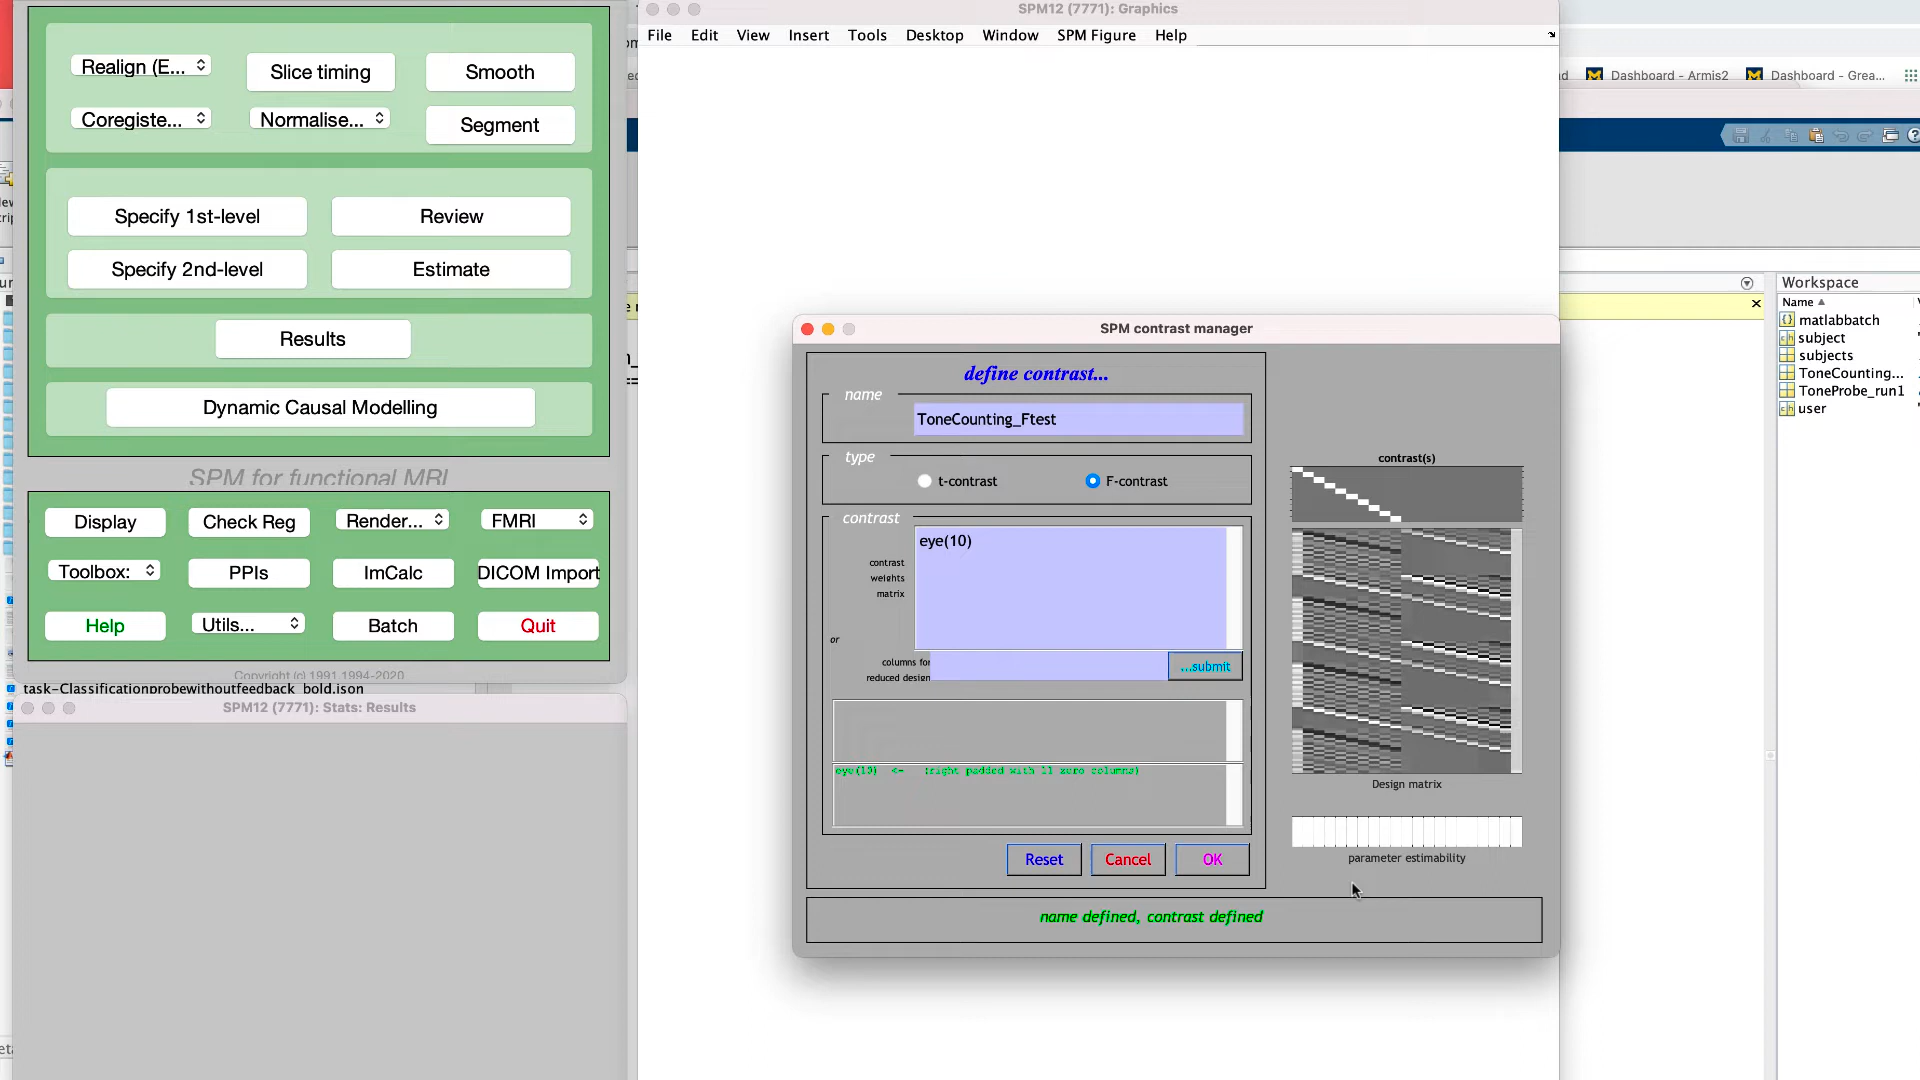 Realign (E...
Slice timing
Smooth
Coregiste...
Normalise...
Segment
Specify 1st-level
Review
Specify 2nd-level
Estimate
Results
Dynamic Causal Modelling
SPM for functional MRI
Display
Check Reg
Render...
FMRI
Toolbox:
PPIs
ImCalc
DICOM Import
Help
Utils...
Batch
Quit
Copyright (c) 1991,1994-2020
task-Classificationprobewithoutfeedback_bold.json
SPM12 (7771): Stats: Results
SPM12 (7771): Graphics
File Edit View Insert Tools Desktop Window SPM Figure Help
Dashboard - Armis2
Dashboard - Grea...
SPM contrast manager
define contrast...
name
ToneCounting_Ftest
type
t-contrast
F-contrast
contrast
eye(10)
contrast
weights
matrix
or
columns for
reduced design
...submit
eye(10) <- :right padded with 11 zero columns)
Reset
Cancel
OK
name defined, contrast defined
contrast(s)
Design matrix
parameter estimability
Workspace
Name
matlabbatch
subject
subjects
ToneCounting...
ToneProbe_run1
user